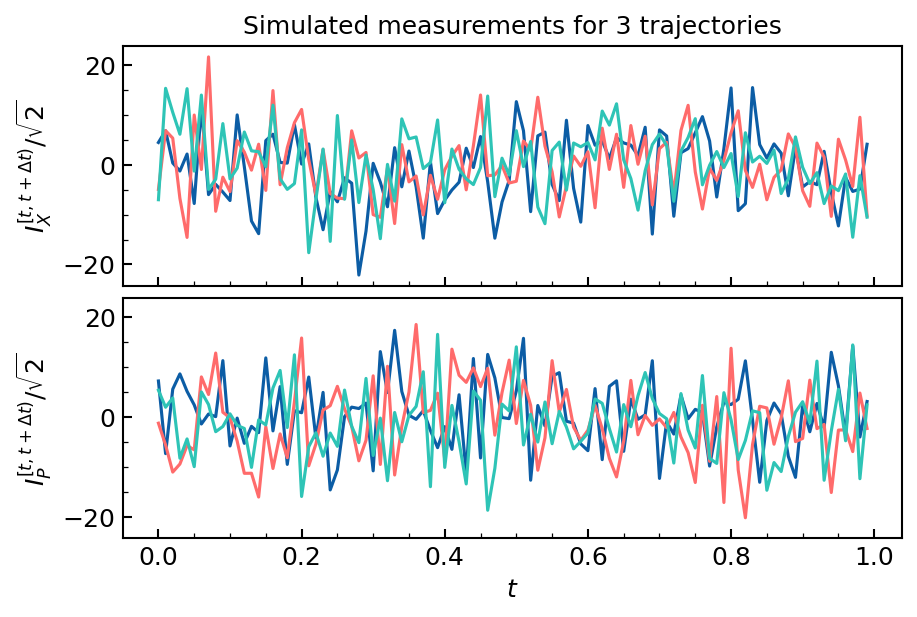 Simulated measurements for 3 trajectories
I_X^{[t, t + Δt)}/√2
20
0
−20
I_P^{[t, t + Δt)}/√2
20
0
−20
0.0 0.2 0.4 0.6 0.8 1.0
t